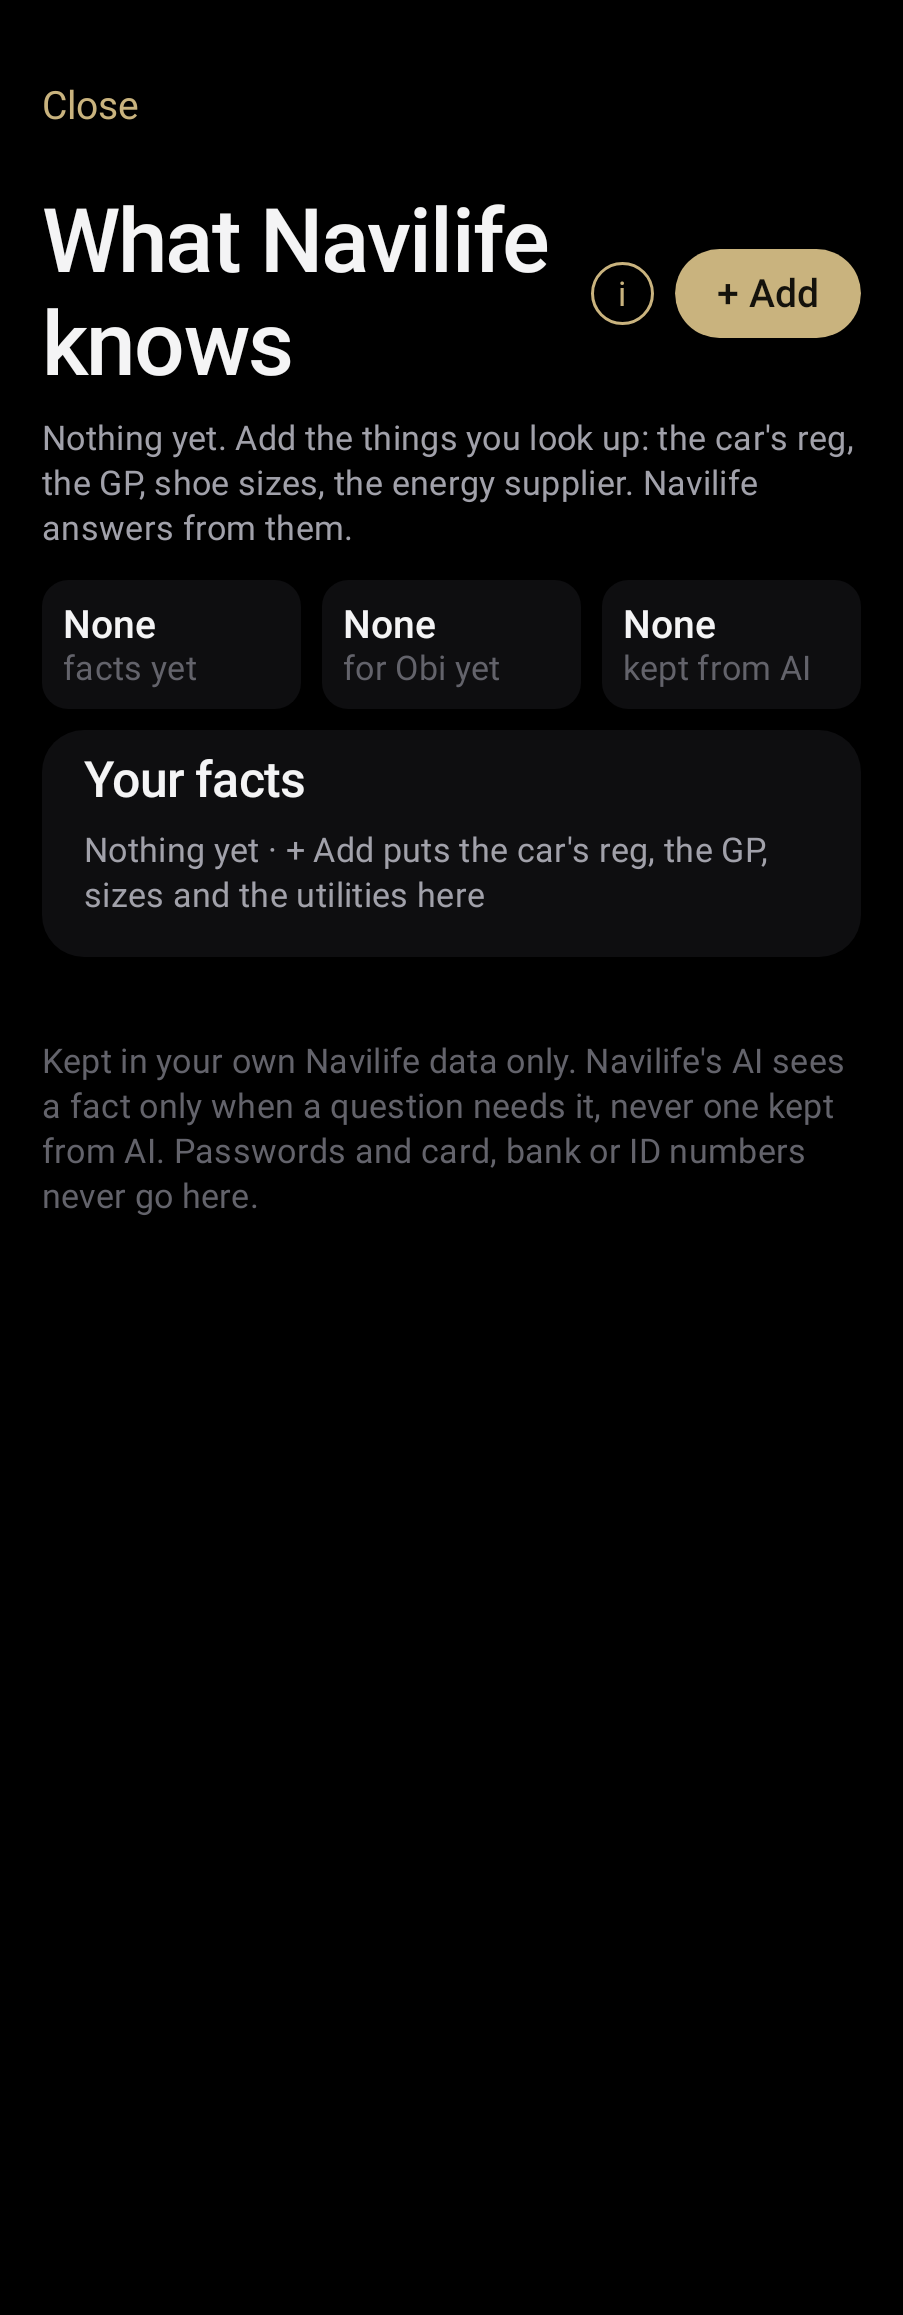 Close
What Navilife
knows
i
+ Add
Nothing yet. Add the things you look up: the car's reg,
the GP, shoe sizes, the energy supplier. Navilife
answers from them.
None
facts yet
None
for Obi yet
None
kept from AI
Your facts
Nothing yet · + Add puts the car's reg, the GP,
sizes and the utilities here
Kept in your own Navilife data only. Navilife's AI sees
a fact only when a question needs it, never one kept
from AI. Passwords and card, bank or ID numbers
never go here.